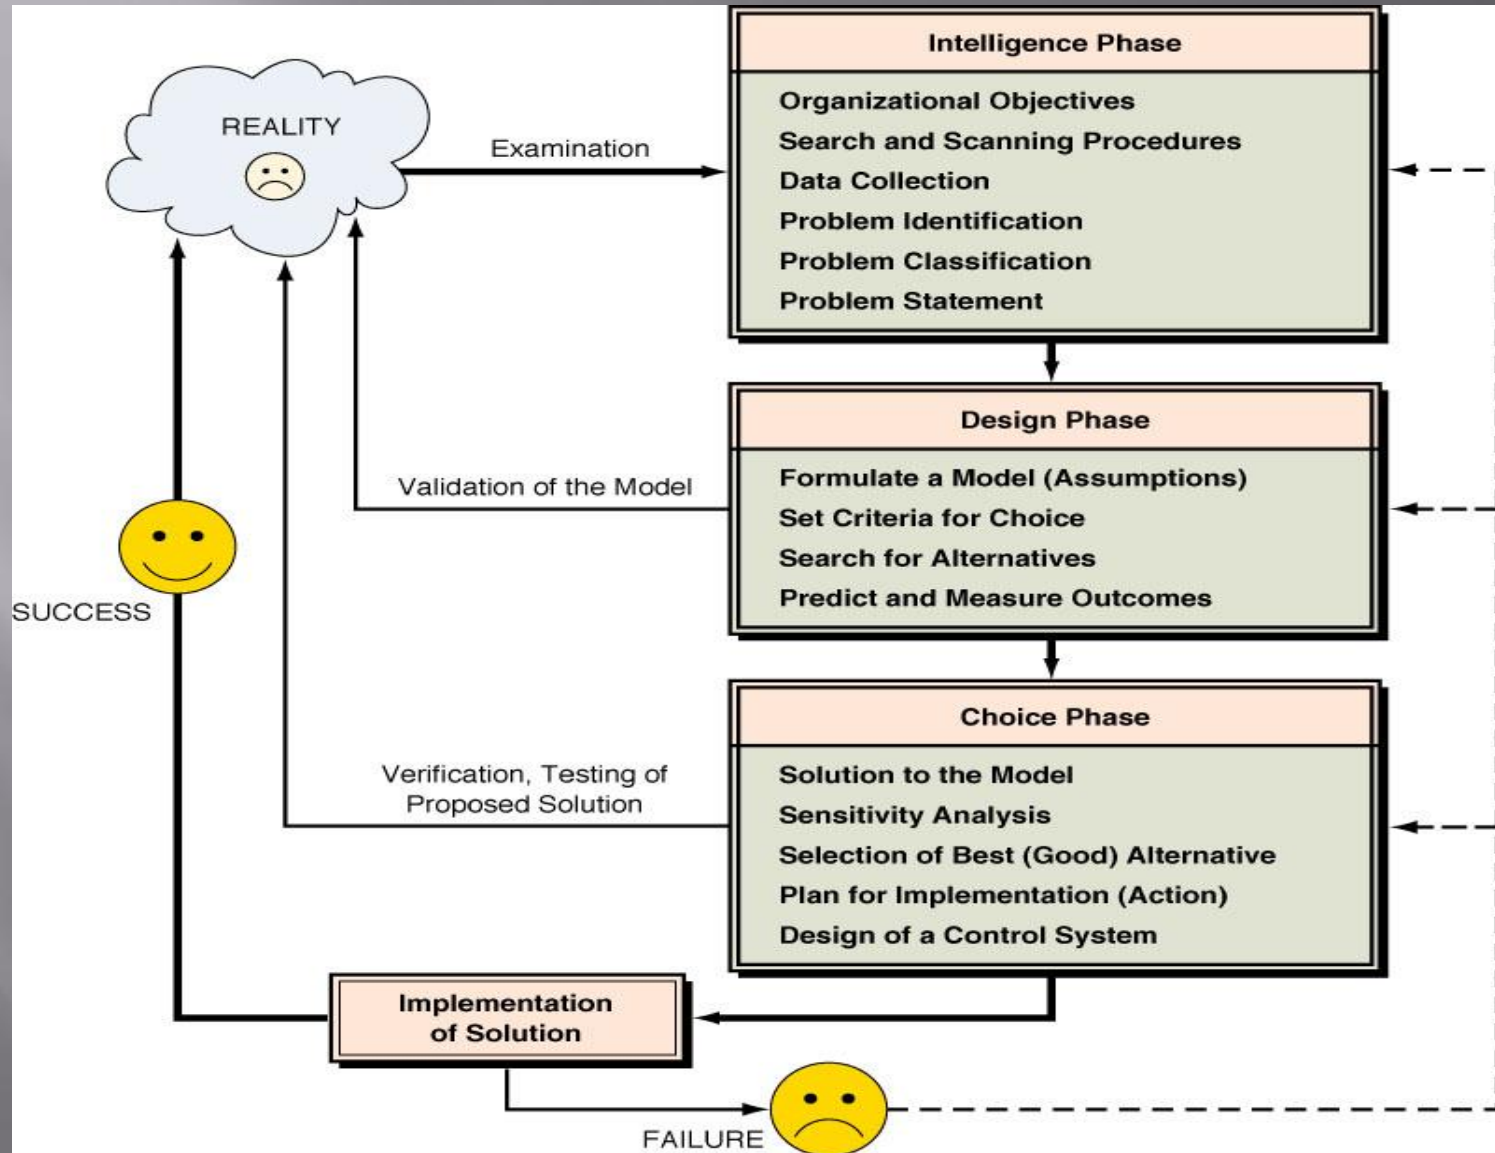 REALITY
Examination
Intelligence Phase
Organizational Objectives
Search and Scanning Procedures
Data Collection
Problem Identification
Problem Classification
Problem Statement
Design Phase
Formulate a Model (Assumptions)
Set Criteria for Choice
Search for Alternatives
Predict and Measure Outcomes
Validation of the Model
SUCCESS
Choice Phase
Solution to the Model
Sensitivity Analysis
Selection of Best (Good) Alternative
Plan for Implementation (Action)
Design of a Control System
Verification, Testing of
Proposed Solution
Implementation
of Solution
FAILURE